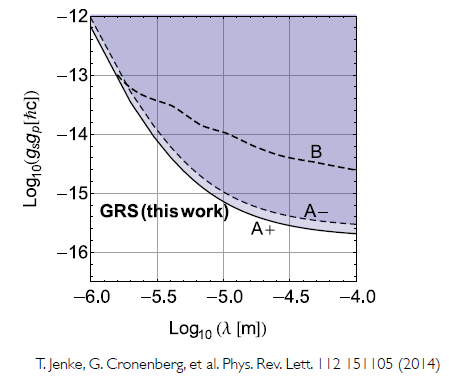 −12
−13
−14
−15
−16
Log10(gsgp[ħc])
B
GRS (this work)
A−
A+
−6.0 −5.5 −5.0 −4.5 −4.0
Log10 (λ [m])
T. Jenke, G. Cronenberg, et al. Phys. Rev. Lett. 112 151105 (2014)